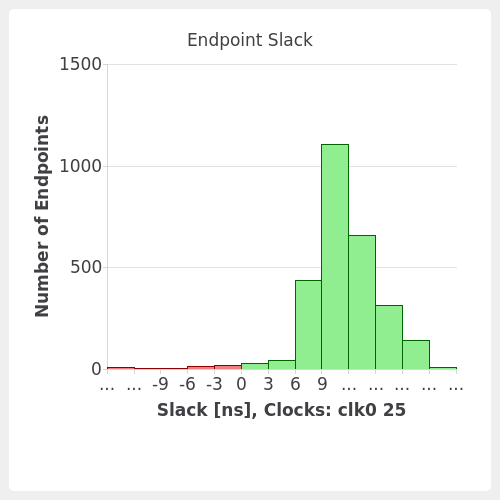 Endpoint Slack
1500
1000
500
0
Number of Endpoints
... ... -9 -6 -3 0 3 6 9 ... ... ... ... ...
Slack [ns], Clocks: clk0 25